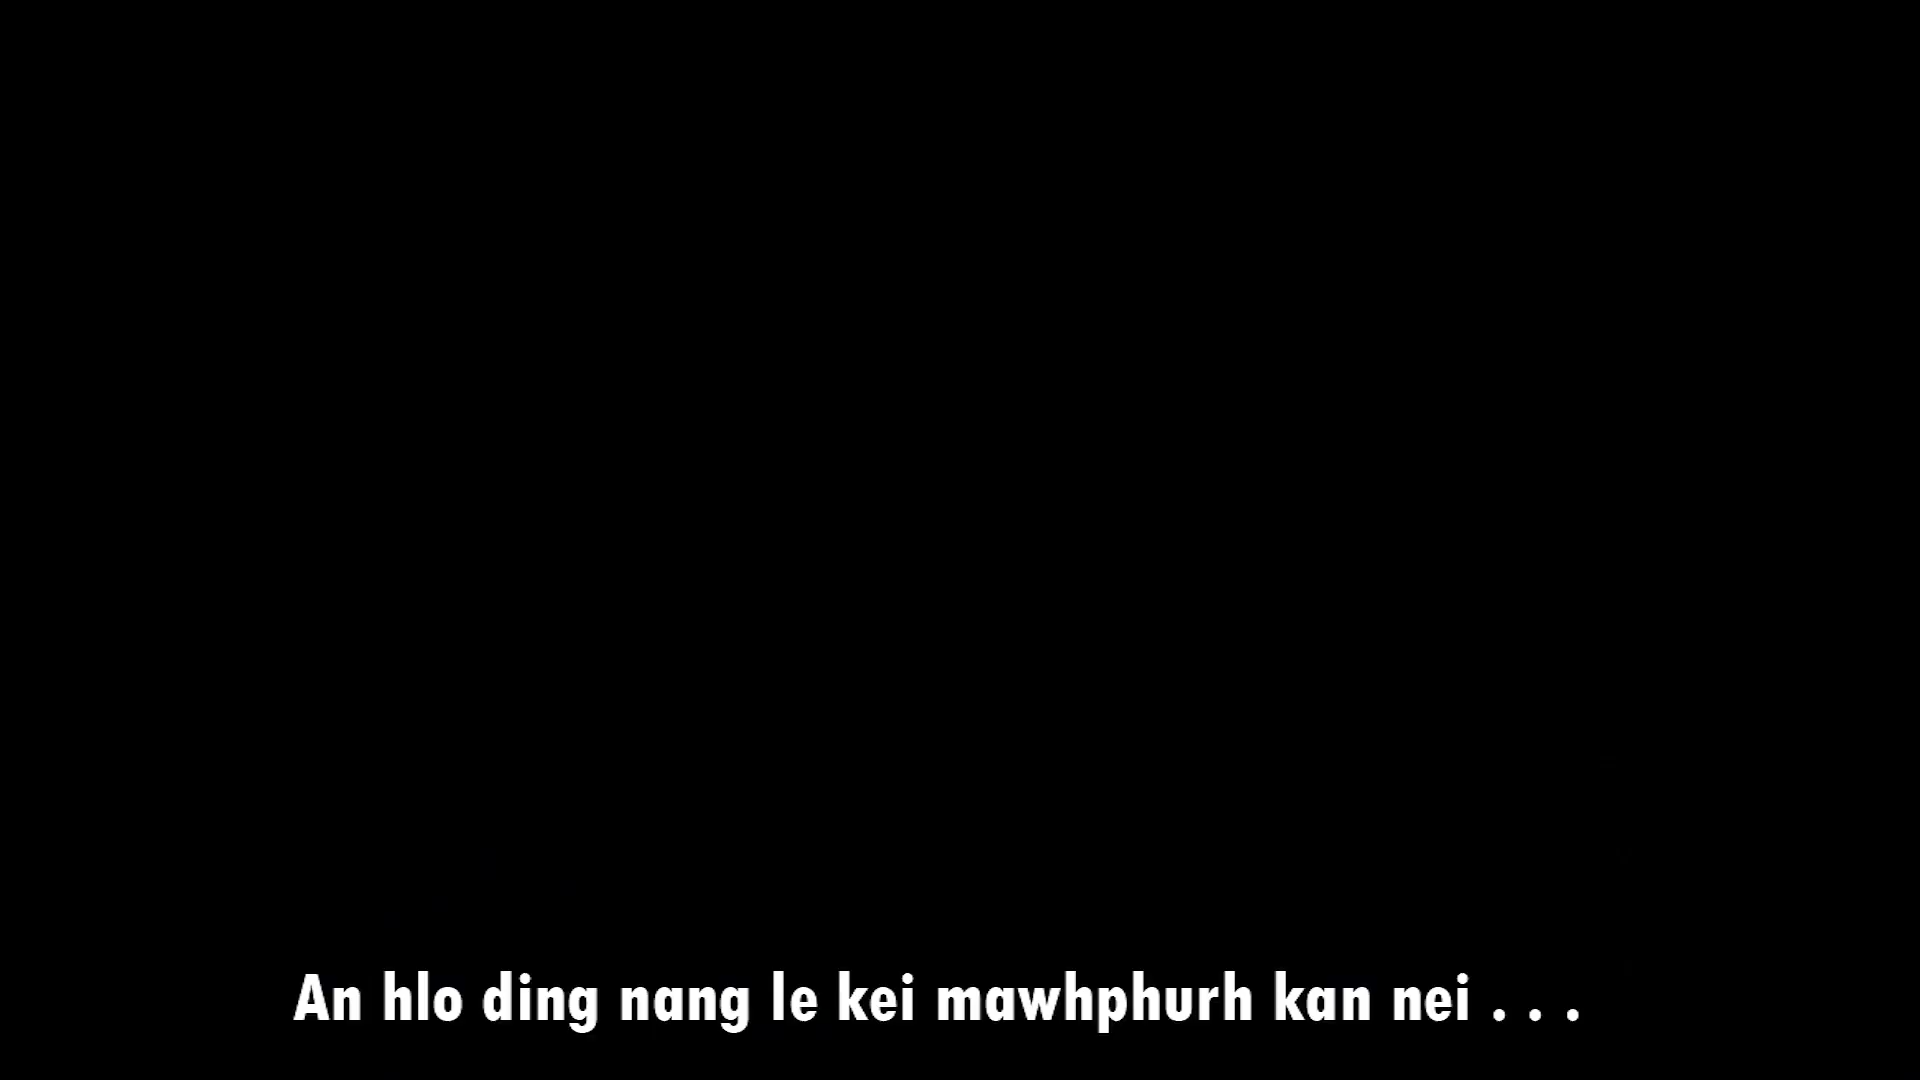 An hlo ding nang le kei mawhphurh kan nei . . .